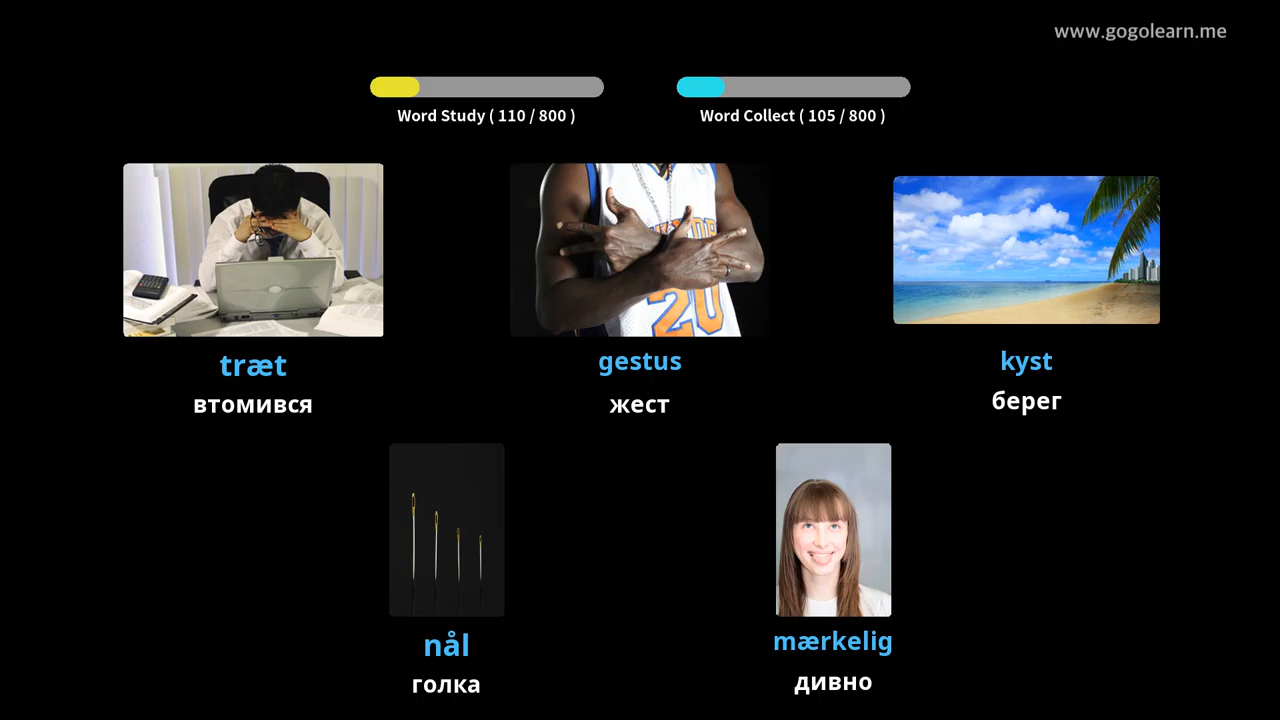 www.gogolearn.me
Word Study ( 110 / 800 )
Word Collect ( 105 / 800 )
træt
втомився
gestus
жест
kyst
берег
20
nål
голка
mærkelig
дивно